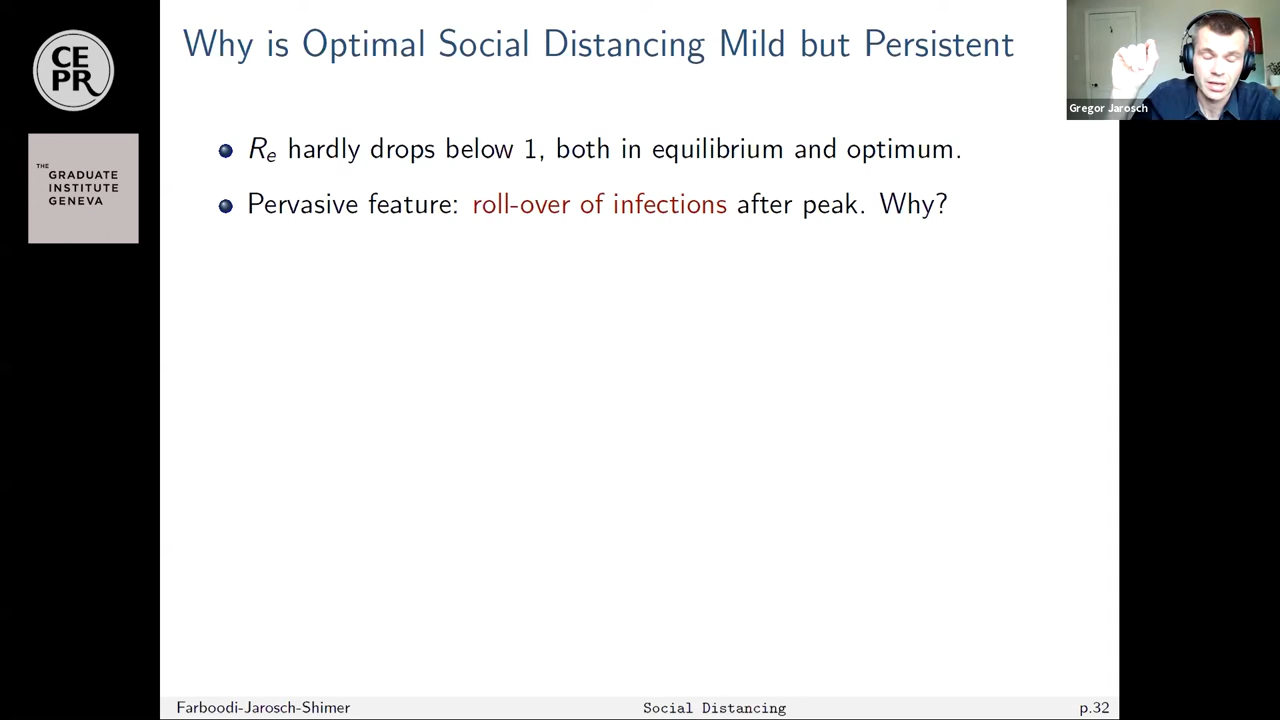 CE
PR
THE
GRADUATE
INSTITUTE
GENEVA
Why is Optimal Social Distancing Mild but Persistent
Gregor Jarosch
Re hardly drops below 1, both in equilibrium and optimum.
Pervasive feature: roll-over of infections after peak. Why?
Farboodi-Jarosch-Shimer
Social Distancing
p.32